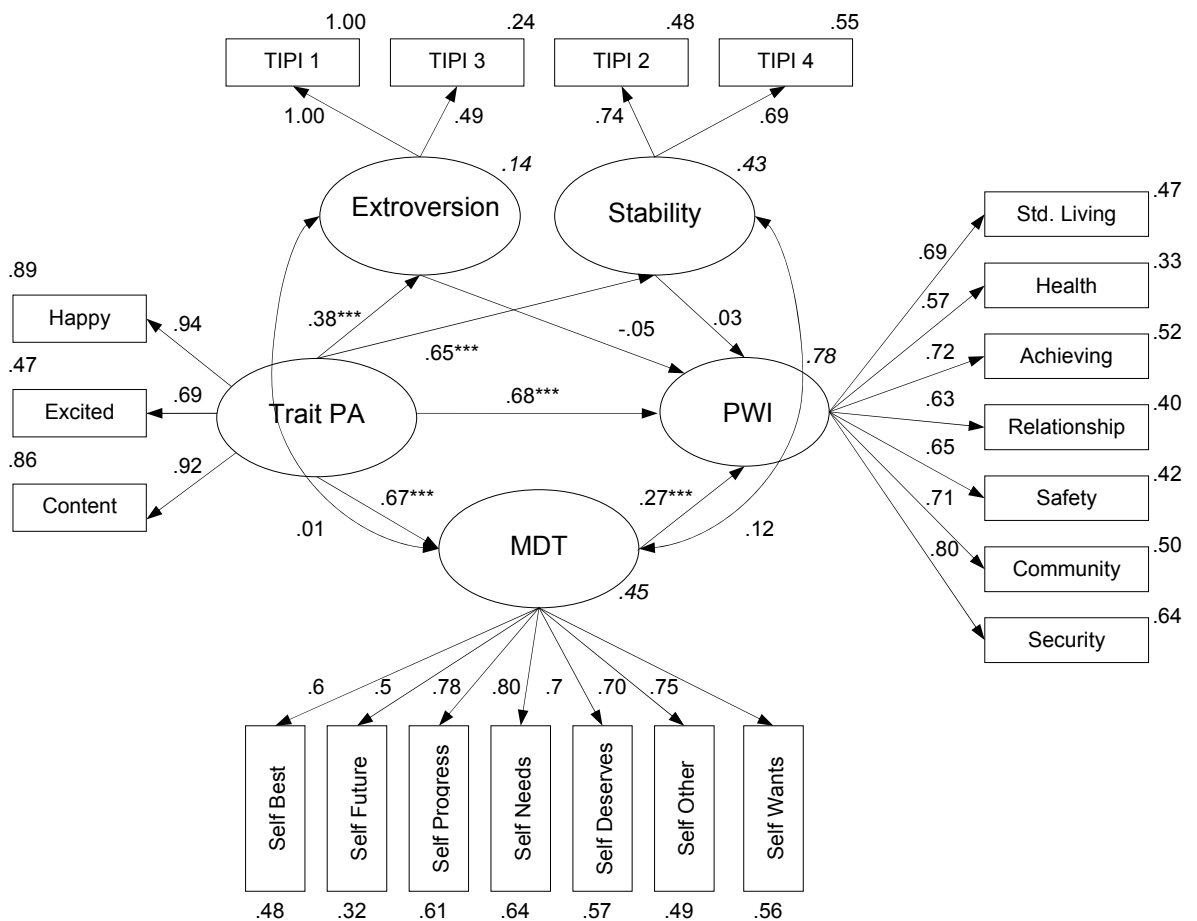 1.00 .24 .48 .55
TIPI 1 TIPI 3 TIPI 2 TIPI 4
1.00 .49 .74 .69
.14 .43
Extroversion Stability
.47
Std. Living
.69
.33
Health
.57
.89
Happy
.94
.38*** -.05 .03
.52
Achieving
.72
.65*** .78
.47
Excited
.69
Trait PA
.68***
PWI
.63
.40
Relationship
.65
.86
Content
.92
.67*** .27***
.42
Safety
.71
.01 MDT .12
.50
Community
.80
.45
.64
Security
.6 .5 .78 .80 .7 .70 .75
Self Best
Self Future
Self Progress
Self Needs
Self Deserves
Self Other
Self Wants
.48 .32 .61 .64 .57 .49 .56